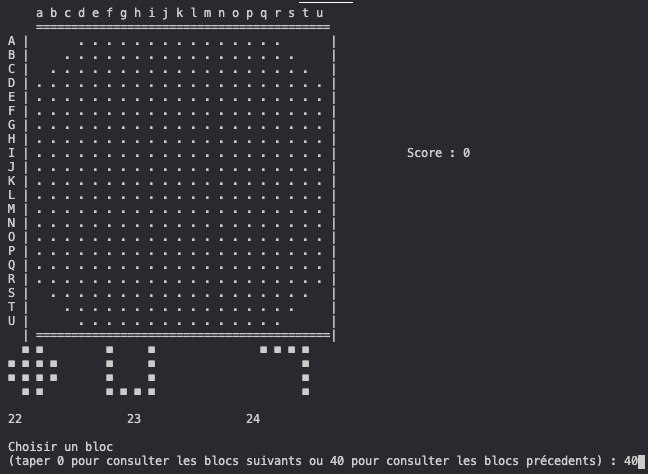 a b c d e f g h i j k l m n o p q r s t u
==========================================
A | . . . . . . . . . . . . . . . |
B | . . . . . . . . . . . . . . . . . |
C | . . . . . . . . . . . . . . . . . . . |
D | . . . . . . . . . . . . . . . . . . . . . |
E | . . . . . . . . . . . . . . . . . . . . . |
F | . . . . . . . . . . . . . . . . . . . . . |
G | . . . . . . . . . . . . . . . . . . . . . |
H | . . . . . . . . . . . . . . . . . . . . . |
I | . . . . . . . . . . . . . . . . . . . . . | Score : 0
J | . . . . . . . . . . . . . . . . . . . . . |
K | . . . . . . . . . . . . . . . . . . . . . |
L | . . . . . . . . . . . . . . . . . . . . . |
M | . . . . . . . . . . . . . . . . . . . . . |
N | . . . . . . . . . . . . . . . . . . . . . |
O | . . . . . . . . . . . . . . . . . . . . . |
P | . . . . . . . . . . . . . . . . . . . . . |
Q | . . . . . . . . . . . . . . . . . . . . . |
R | . . . . . . . . . . . . . . . . . . . . . |
S | . . . . . . . . . . . . . . . . . . . |
T | . . . . . . . . . . . . . . . . . |
U | . . . . . . . . . . . . . . . |
| ==========================================|
■ ■ ■ ■ ■ ■ ■ ■
■ ■ ■ ■ ■ ■ ■
■ ■ ■ ■ ■ ■ ■
■ ■ ■ ■ ■ ■ ■
22 23 24
Choisir un bloc
(taper 0 pour consulter les blocs suivants ou 40 pour consulter les blocs précedents) : 40